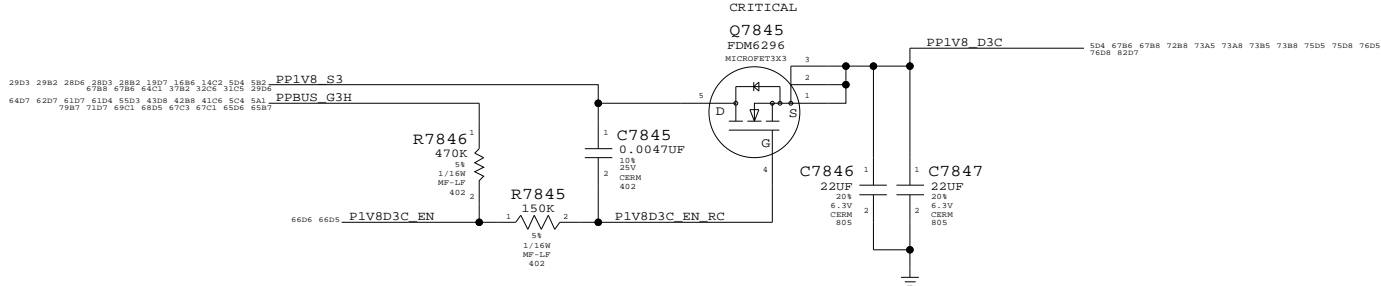 CRITICAL
Q7845
FDM6296
MICROFET3X3
PP1V8_D3C
5D4 67B6 67B8 72B8 73A5 73A8 73B5 73B8 75D5 75D8 76D5
76D8 82D7
29D3 29B2 28D6 28D3 28B2 19D7 16B6 14C2 5D4 5B2
PP1V8_S3
67B8 67B6 64C1 37B2 32C6 31C5 29D6
64D7 62D7 61D7 61D4 55D3 43D8 42B8 41C6 5C4 5A1
PPBUS_G3H
79B7 71D7 69C1 68D5 67C3 67C1 65D6 65B7
3
2
1
5
D
S
G
4
1
R7846
470K
5%
1/16W
MF-LF
402
2
1
C7845
0.0047UF
10%
25V
CERM
402
2
C7846
22UF
20%
6.3V
CERM
805
1
2
1
C7847
22UF
20%
6.3V
CERM
805
2
R7845
150K
1
2
5%
1/16W
MF-LF
402
66D6 66D5
P1V8D3C_EN
P1V8D3C_EN_RC